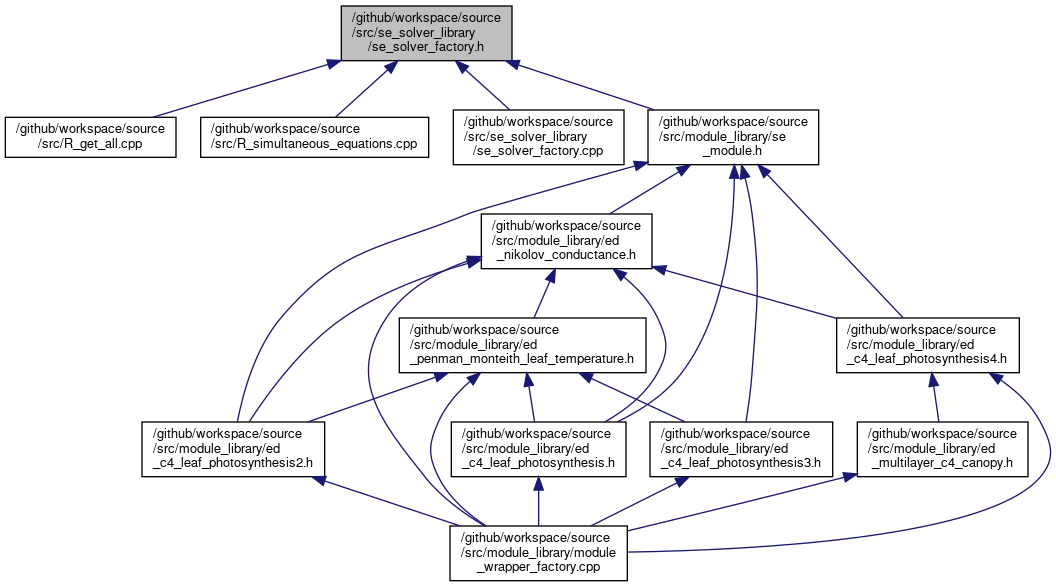 /github/workspace/source
/src/se_solver_library
/se_solver_factory.h
/github/workspace/source
/src/R_get_all.cpp
/github/workspace/source
/src/R_simultaneous_equations.cpp
/github/workspace/source
/src/se_solver_library
/se_solver_factory.cpp
/github/workspace/source
/src/module_library/se
_module.h
/github/workspace/source
/src/module_library/ed
_nikolov_conductance.h
/github/workspace/source
/src/module_library/ed
_penman_monteith_leaf_temperature.h
/github/workspace/source
/src/module_library/ed
_c4_leaf_photosynthesis4.h
/github/workspace/source
/src/module_library/ed
_c4_leaf_photosynthesis2.h
/github/workspace/source
/src/module_library/ed
_c4_leaf_photosynthesis.h
/github/workspace/source
/src/module_library/ed
_c4_leaf_photosynthesis3.h
/github/workspace/source
/src/module_library/ed
_multilayer_c4_canopy.h
/github/workspace/source
/src/module_library/module
_wrapper_factory.cpp